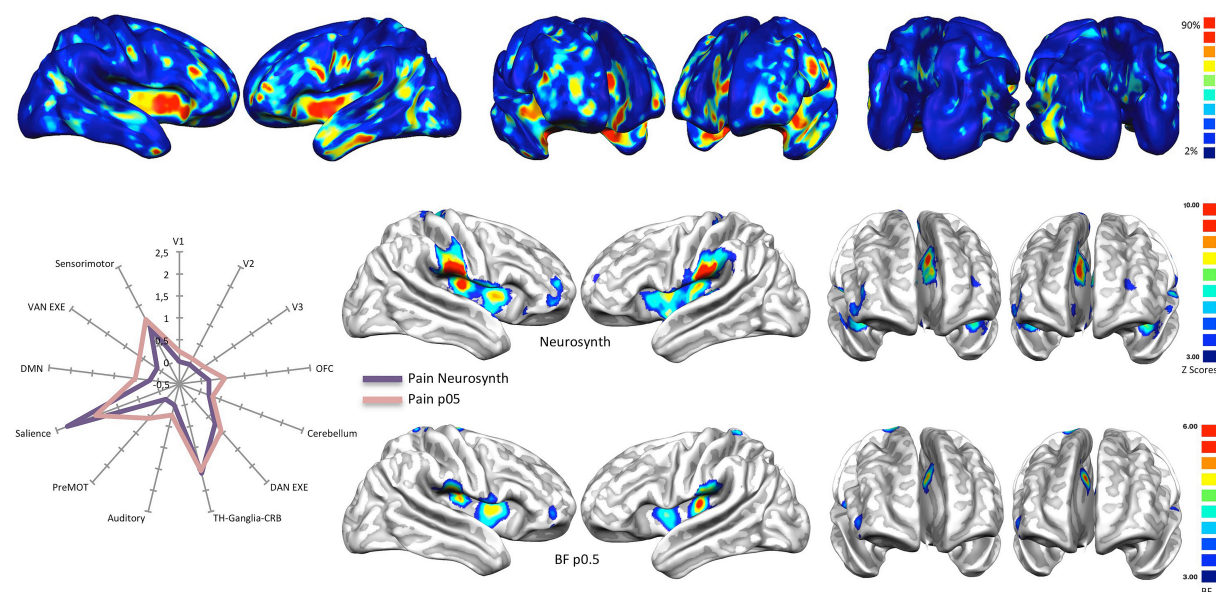 90%
2%
V1
2,5
2
1,5
1
0,5
0
-0,5
V2
V3
OFC
Cerebellum
DAN EXE
TH-Ganglia-CRB
Auditory
PreMOT
Salience
DMN
VAN EXE
Sensorimotor
Pain Neurosynth
Pain p05
Neurosynth
10.00
3.00
Z Scores
BF p0.5
6.00
3.00